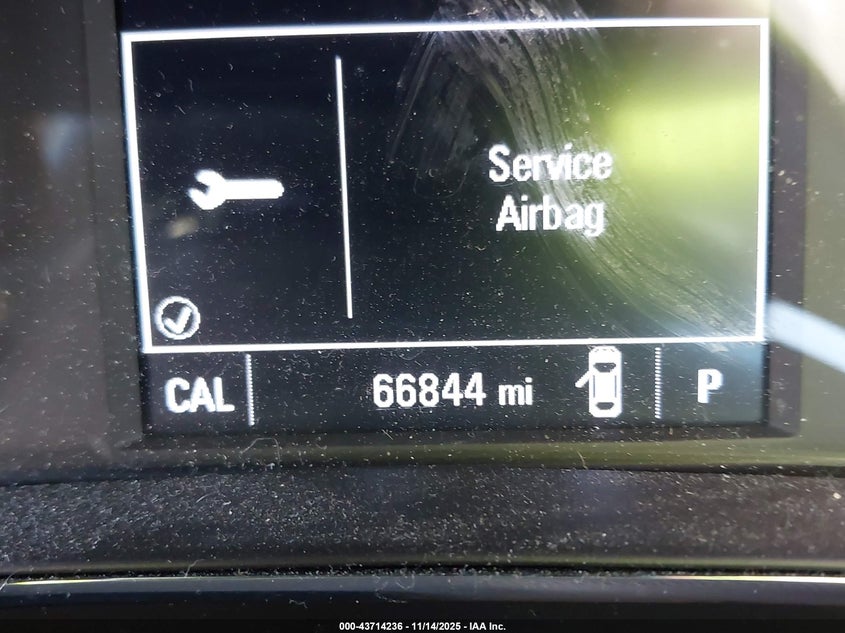 Service
Airbag
CAL 66844 mi P
000-43714236 - 11/14/2025 - IAA Inc.